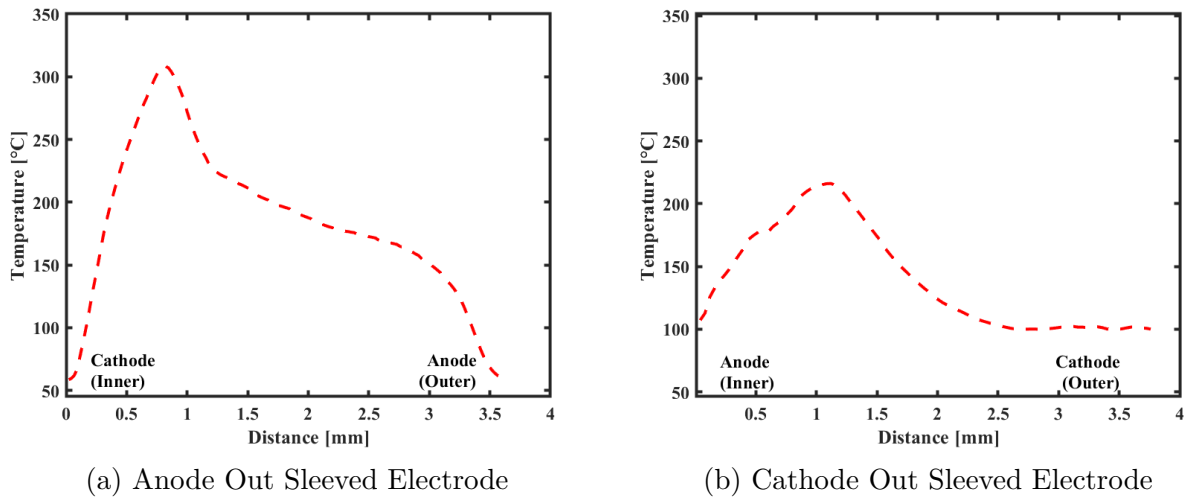 350
300
250
200
150
100
50
Temperature [°C]
Cathode
(Inner)
Anode
(Outer)
0 0.5 1 1.5 2 2.5 3 3.5 4
Distance [mm]
(a) Anode Out Sleeved Electrode
350
300
250
200
150
100
50
Temperature [°C]
Anode
(Inner)
Cathode
(Outer)
0.5 1 1.5 2 2.5 3 3.5 4
Distance [mm]
(b) Cathode Out Sleeved Electrode